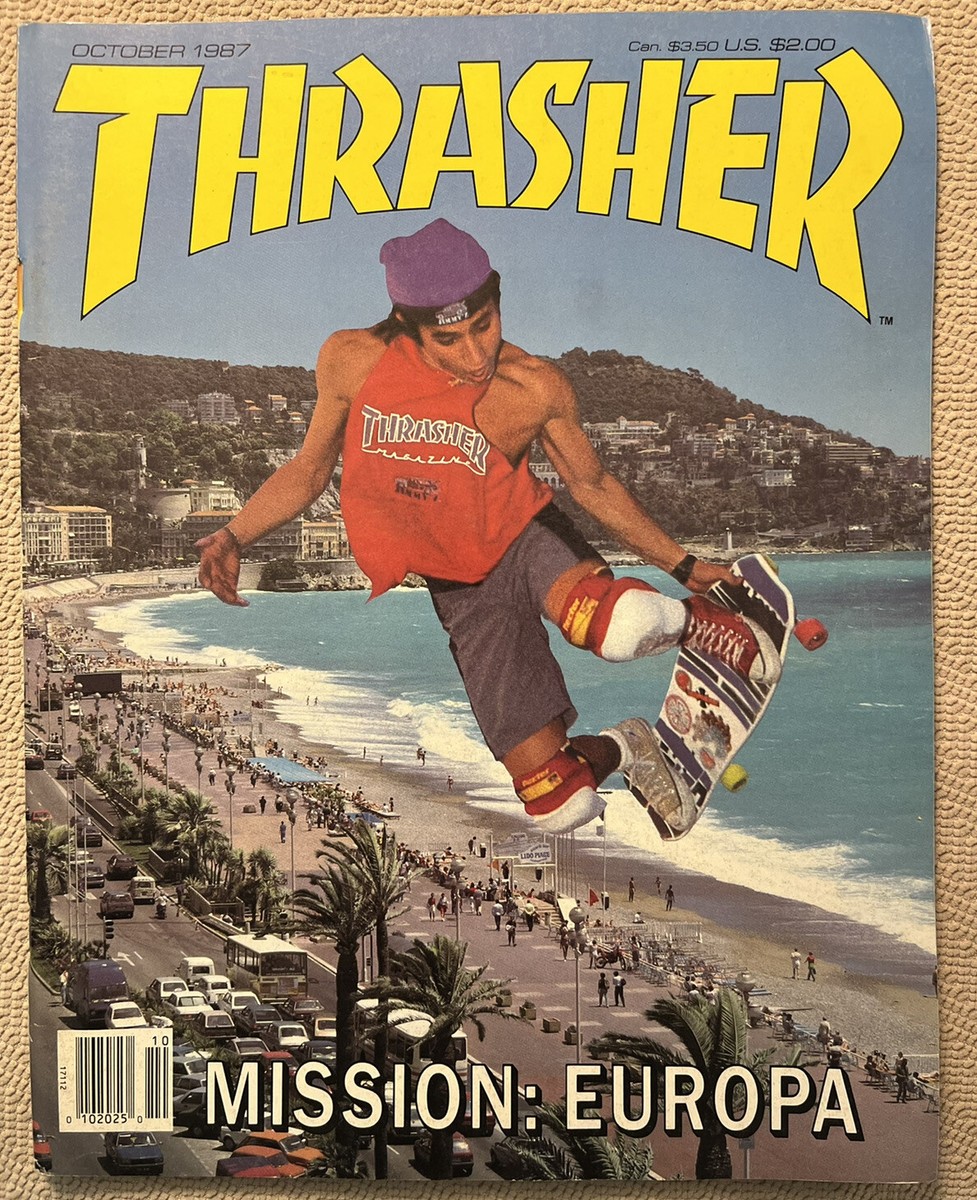 OCTOBER 1987
Can. $3.50 U.S. $2.00
THRASHER
TM
THRASHER
MAGAZINE
LIDO PLAGE
MISSION: EUROPA
10
17112
0 102025 0